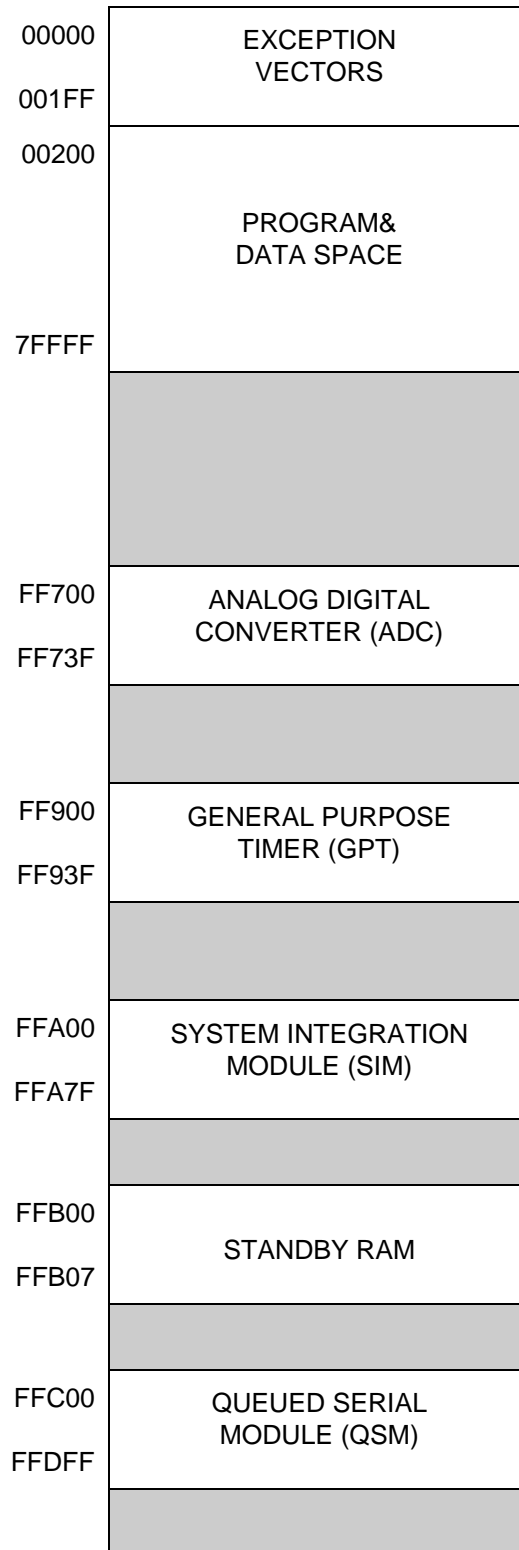 00000
EXCEPTION
VECTORS
001FF
00200
PROGRAM&
DATA SPACE
7FFFF
FF700
ANALOG DIGITAL
CONVERTER (ADC)
FF73F
FF900
GENERAL PURPOSE
TIMER (GPT)
FF93F
FFA00
SYSTEM INTEGRATION
MODULE (SIM)
FFA7F
FFB00
STANDBY RAM
FFB07
FFC00
QUEUED SERIAL
MODULE (QSM)
FFDFF